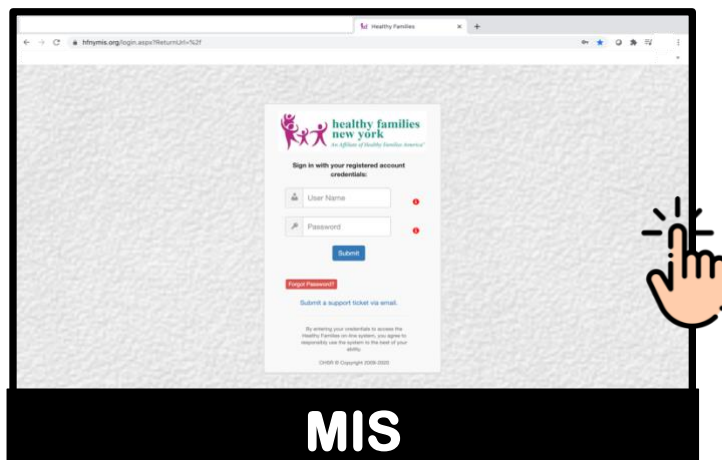 Healthy Families
hfnymis.org/login.aspx?ReturnUrl=%2f
healthy families
new york
An Affiliate of Healthy Families America
Sign in with your registered account
credentials:
User Name
Password
Submit
Forgot Password?
Submit a support ticket via email.
By entering your credentials to access the
Healthy Families on-line system, you agree to
responsibly use the system to the best of your
ability.
MIS